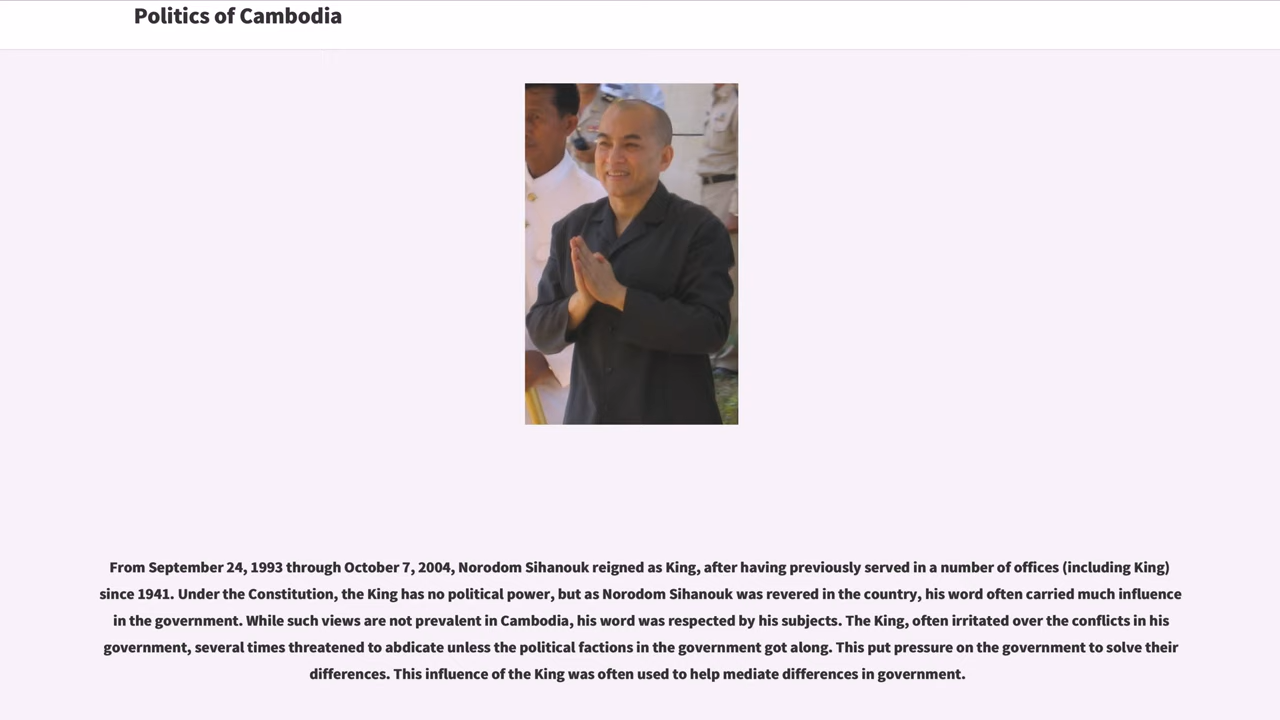 Politics of Cambodia
From September 24, 1993 through October 7, 2004, Norodom Sihanouk reigned as King, after having previously served in a number of offices (including King)
since 1941. Under the Constitution, the King has no political power, but as Norodom Sihanouk was revered in the country, his word often carried much influence
in the government. While such views are not prevalent in Cambodia, his word was respected by his subjects. The King, often irritated over the conflicts in his
government, several times threatened to abdicate unless the political factions in the government got along. This put pressure on the government to solve their
differences. This influence of the King was often used to help mediate differences in government.